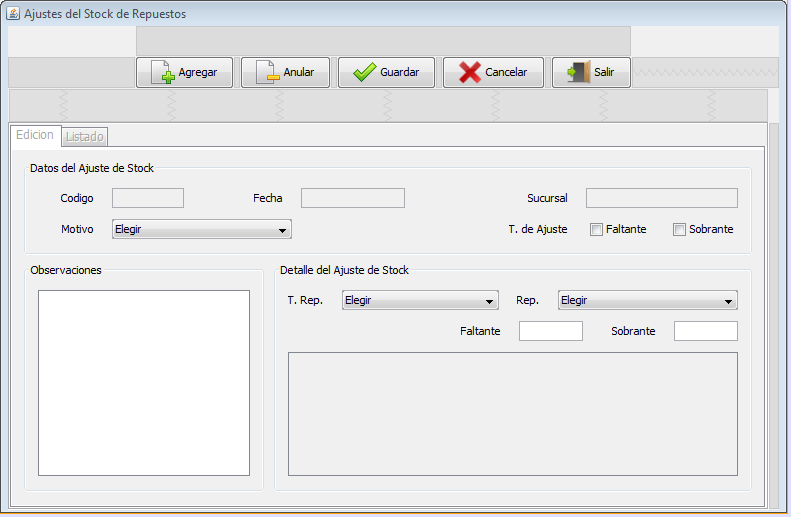 Ajustes del Stock de Repuestos
Agregar Anular Guardar Cancelar Salir
Edicion Listado
Datos del Ajuste de Stock
Codigo Fecha Sucursal
Motivo Elegir T. de Ajuste Faltante Sobrante
Observaciones
Detalle del Ajuste de Stock
T. Rep. Elegir Rep. Elegir
Faltante Sobrante